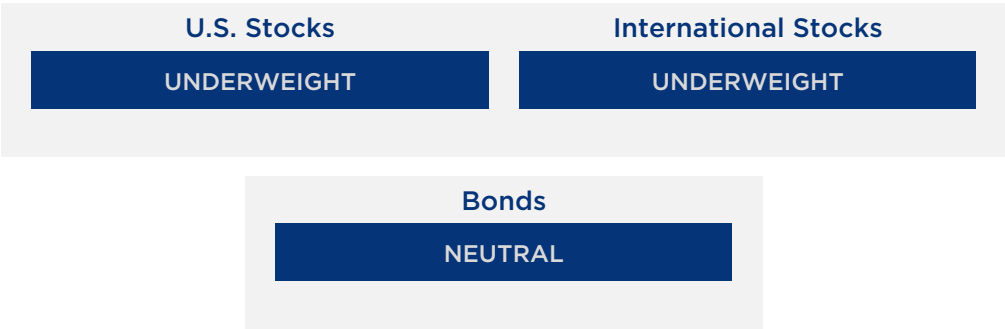 U.S. Stocks
International Stocks
UNDERWEIGHT
UNDERWEIGHT
Bonds
NEUTRAL